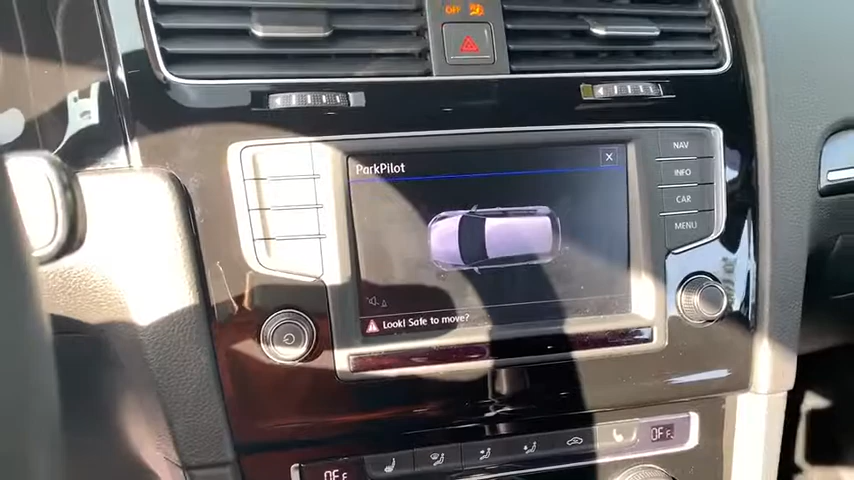 OFF
ParkPilot
NAV
INFO
CAR
MENU
Look! Safe to move?
OFF
OFF